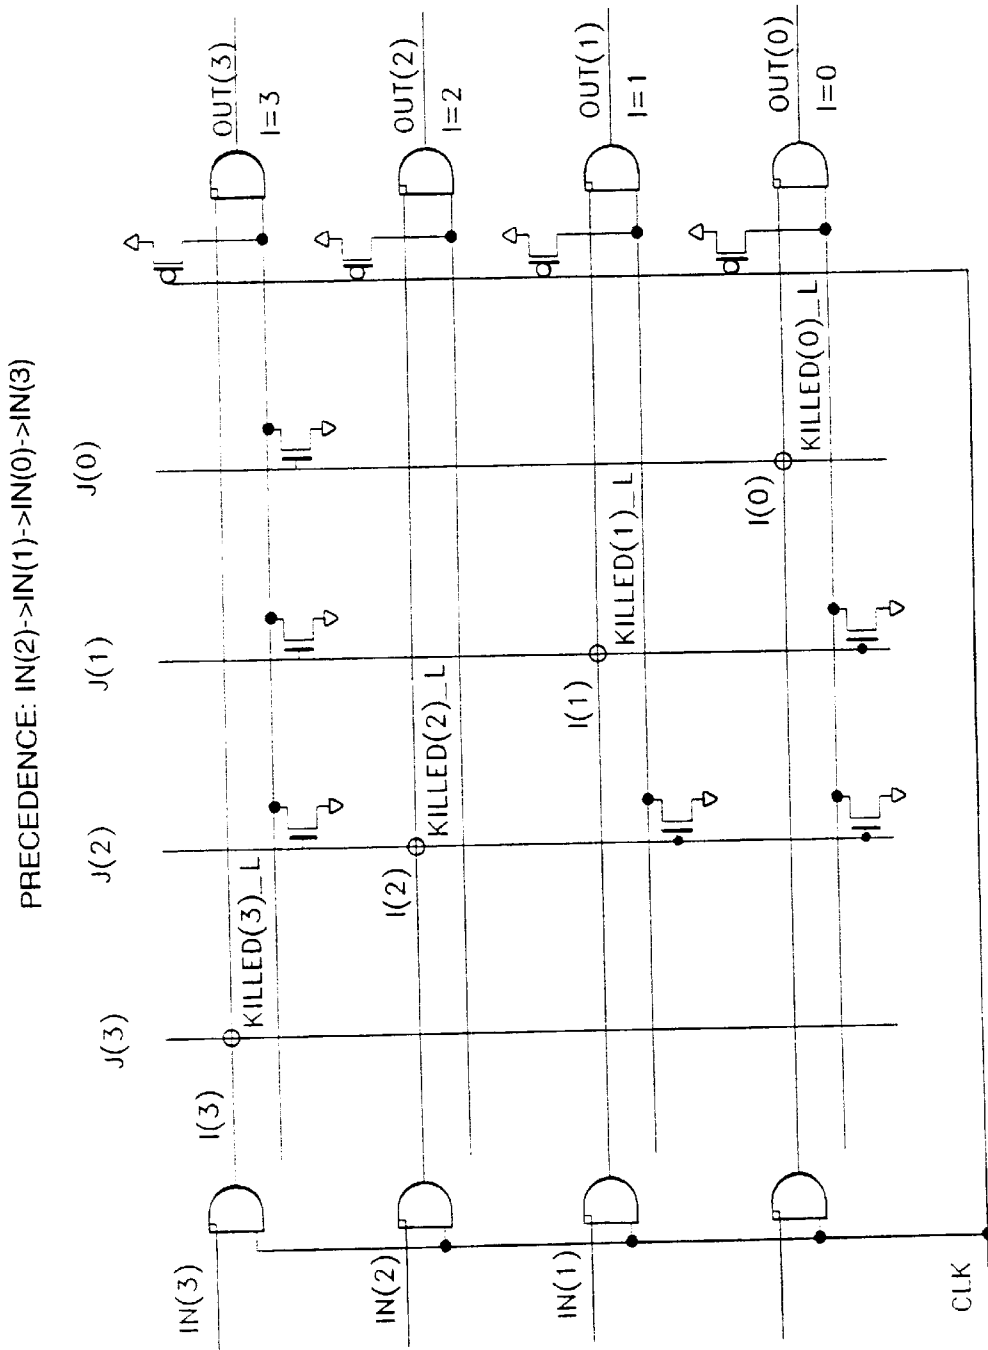 PRECEDENCE: IN(2)->IN(1)->IN(0)->IN(3)
J(3)
J(2)
J(1)
J(0)
IN(3)
I(3)
KILLED(3)_L
OUT(3)
I=3
IN(2)
I(2)
KILLED(2)_L
OUT(2)
I=2
IN(1)
I(1)
KILLED(1)_L
OUT(1)
I=1
I(0)
KILLED(0)_L
OUT(0)
I=0
CLK